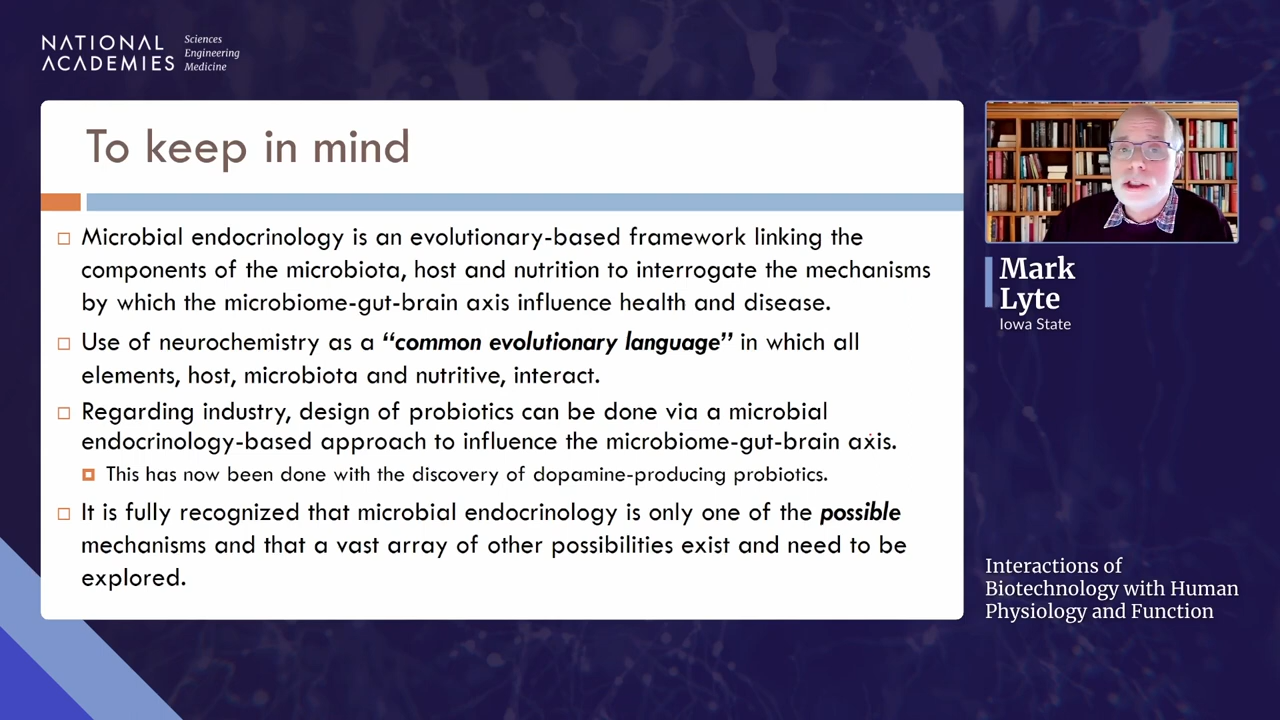 NATIONAL
ACADEMIES
Sciences
Engineering
Medicine
To keep in mind
Microbial endocrinology is an evolutionary-based framework linking the
components of the microbiota, host and nutrition to interrogate the mechanisms
by which the microbiome-gut-brain axis influence health and disease.
Use of neurochemistry as a “common evolutionary language” in which all
elements, host, microbiota and nutritive, interact.
Regarding industry, design of probiotics can be done via a microbial
endocrinology-based approach to influence the microbiome-gut-brain axis.
This has now been done with the discovery of dopamine-producing probiotics.
It is fully recognized that microbial endocrinology is only one of the possible
mechanisms and that a vast array of other possibilities exist and need to be
explored.
Mark
Lyte
Iowa State
Interactions of
Biotechnology with Human
Physiology and Function